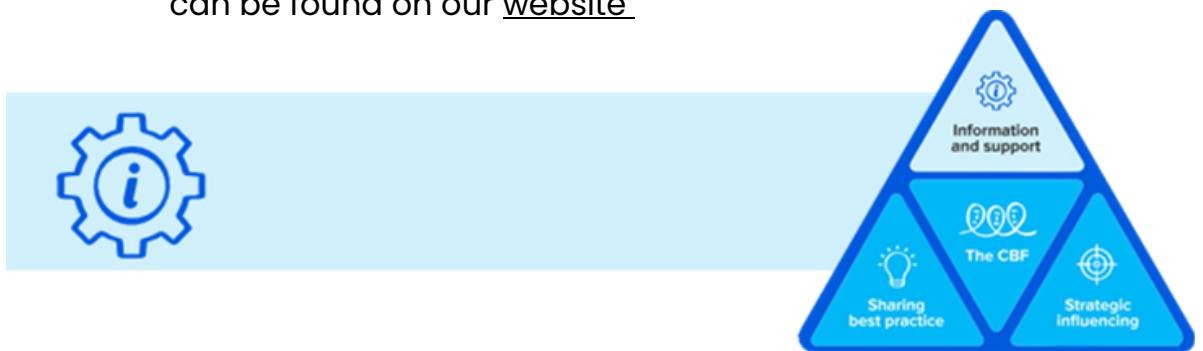 can be found on our website
Information
and support
The CBF
Sharing
best practice
Strategic
influencing